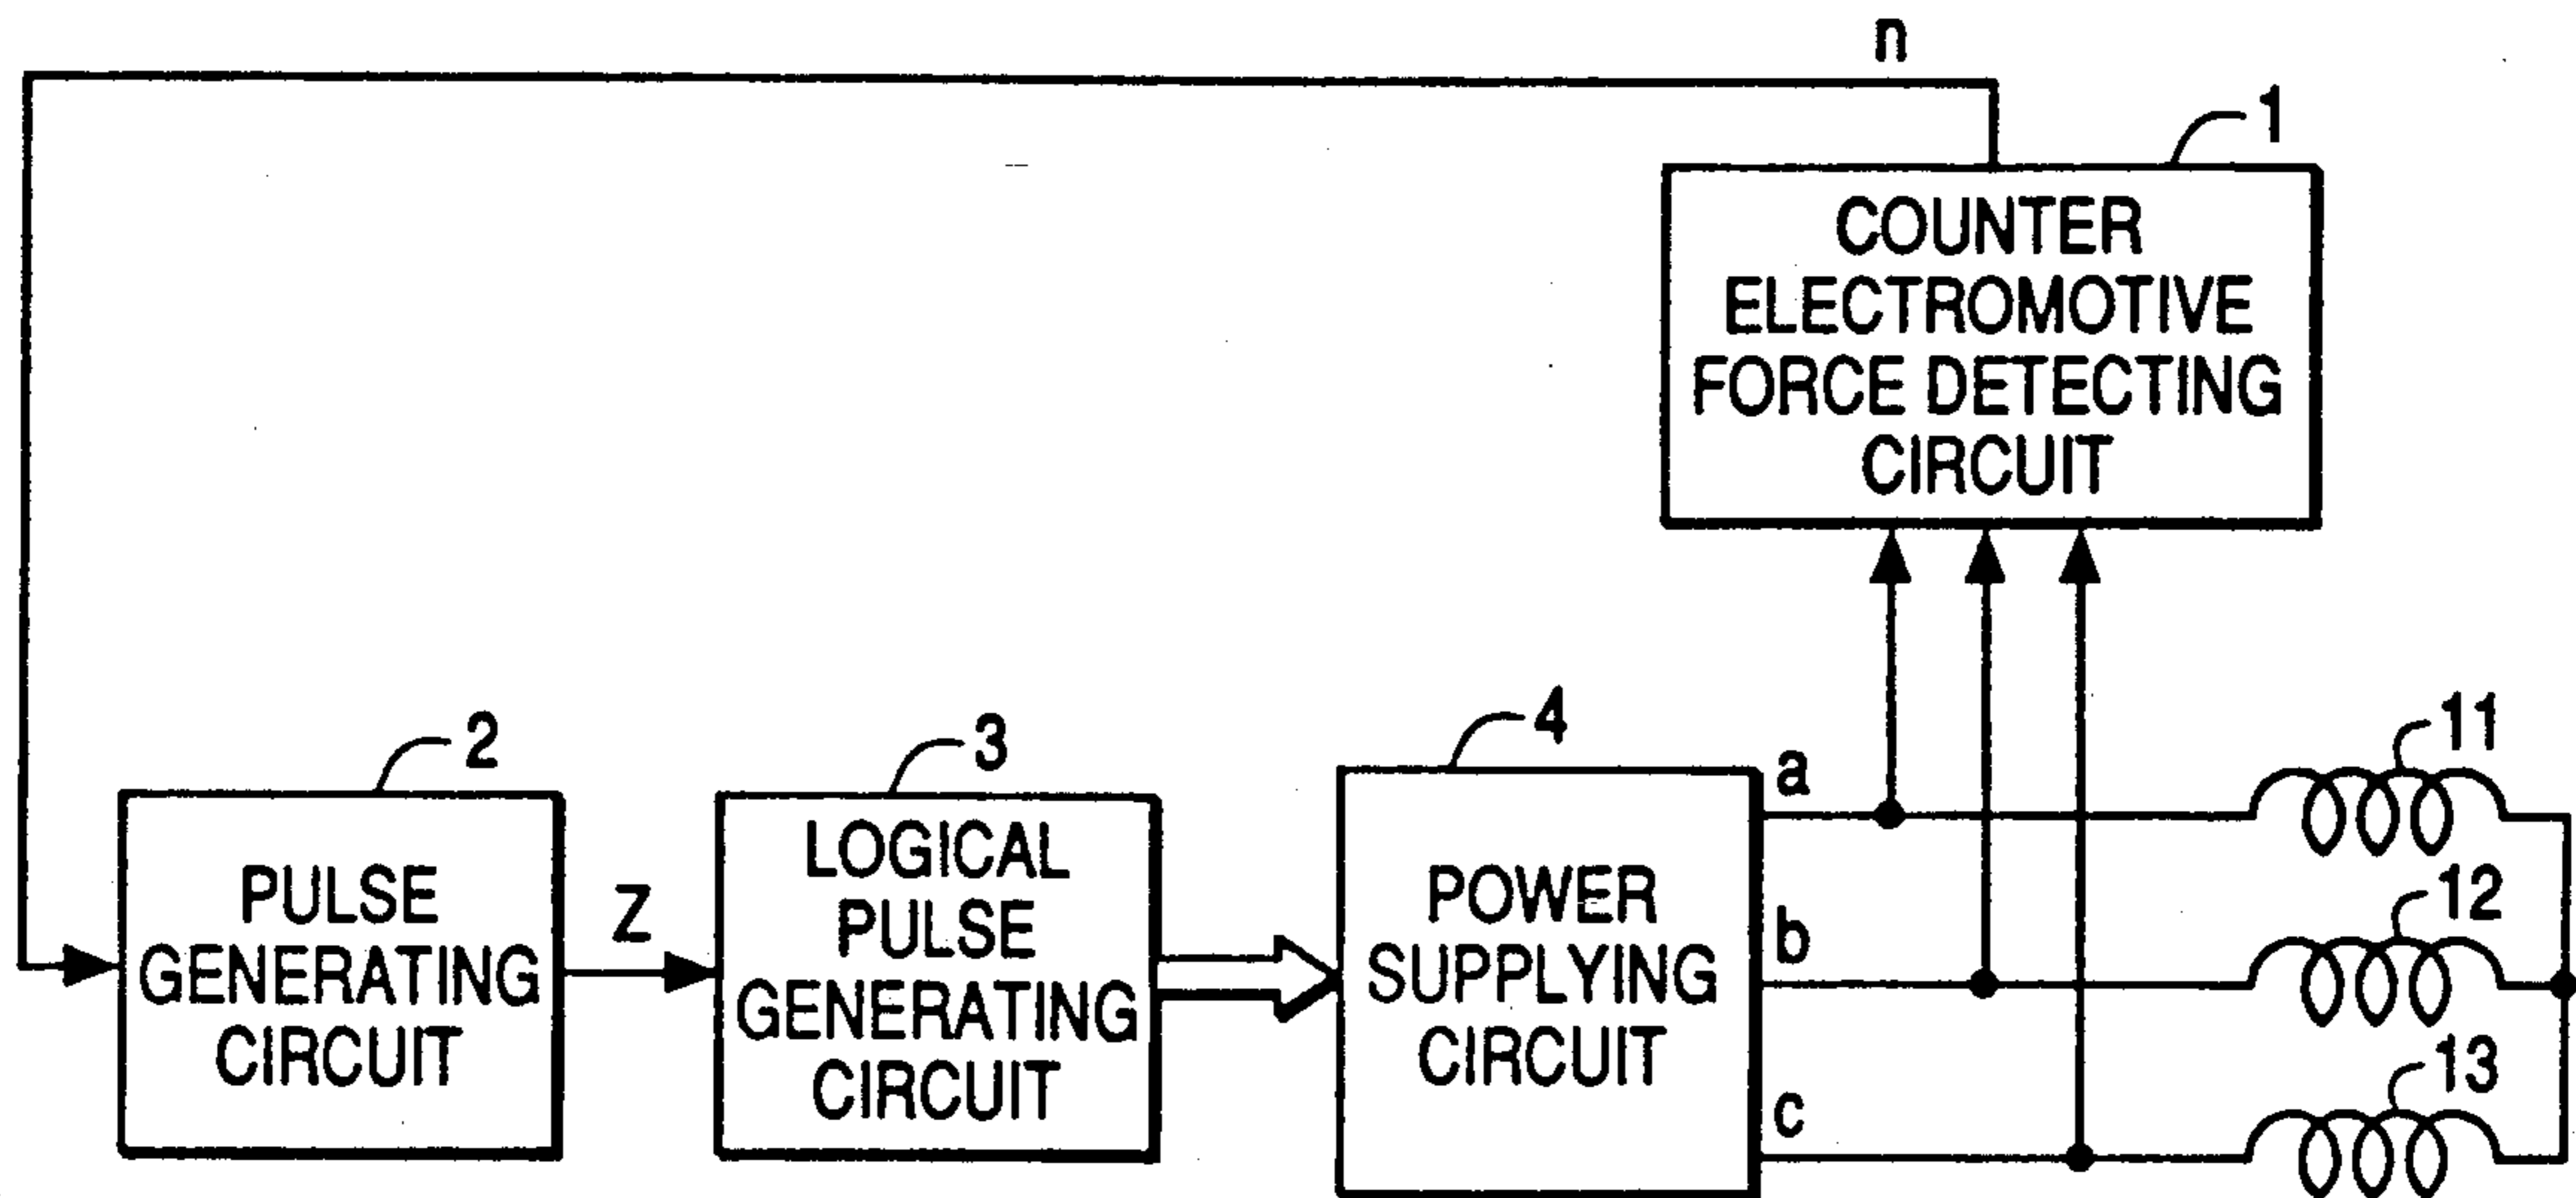 n
1
COUNTER
ELECTROMOTIVE
FORCE DETECTING
CIRCUIT
2
PULSE
GENERATING
CIRCUIT
Z
3
LOGICAL
PULSE
GENERATING
CIRCUIT
4
POWER
SUPPLYING
CIRCUIT
a
b
c
11
12
13